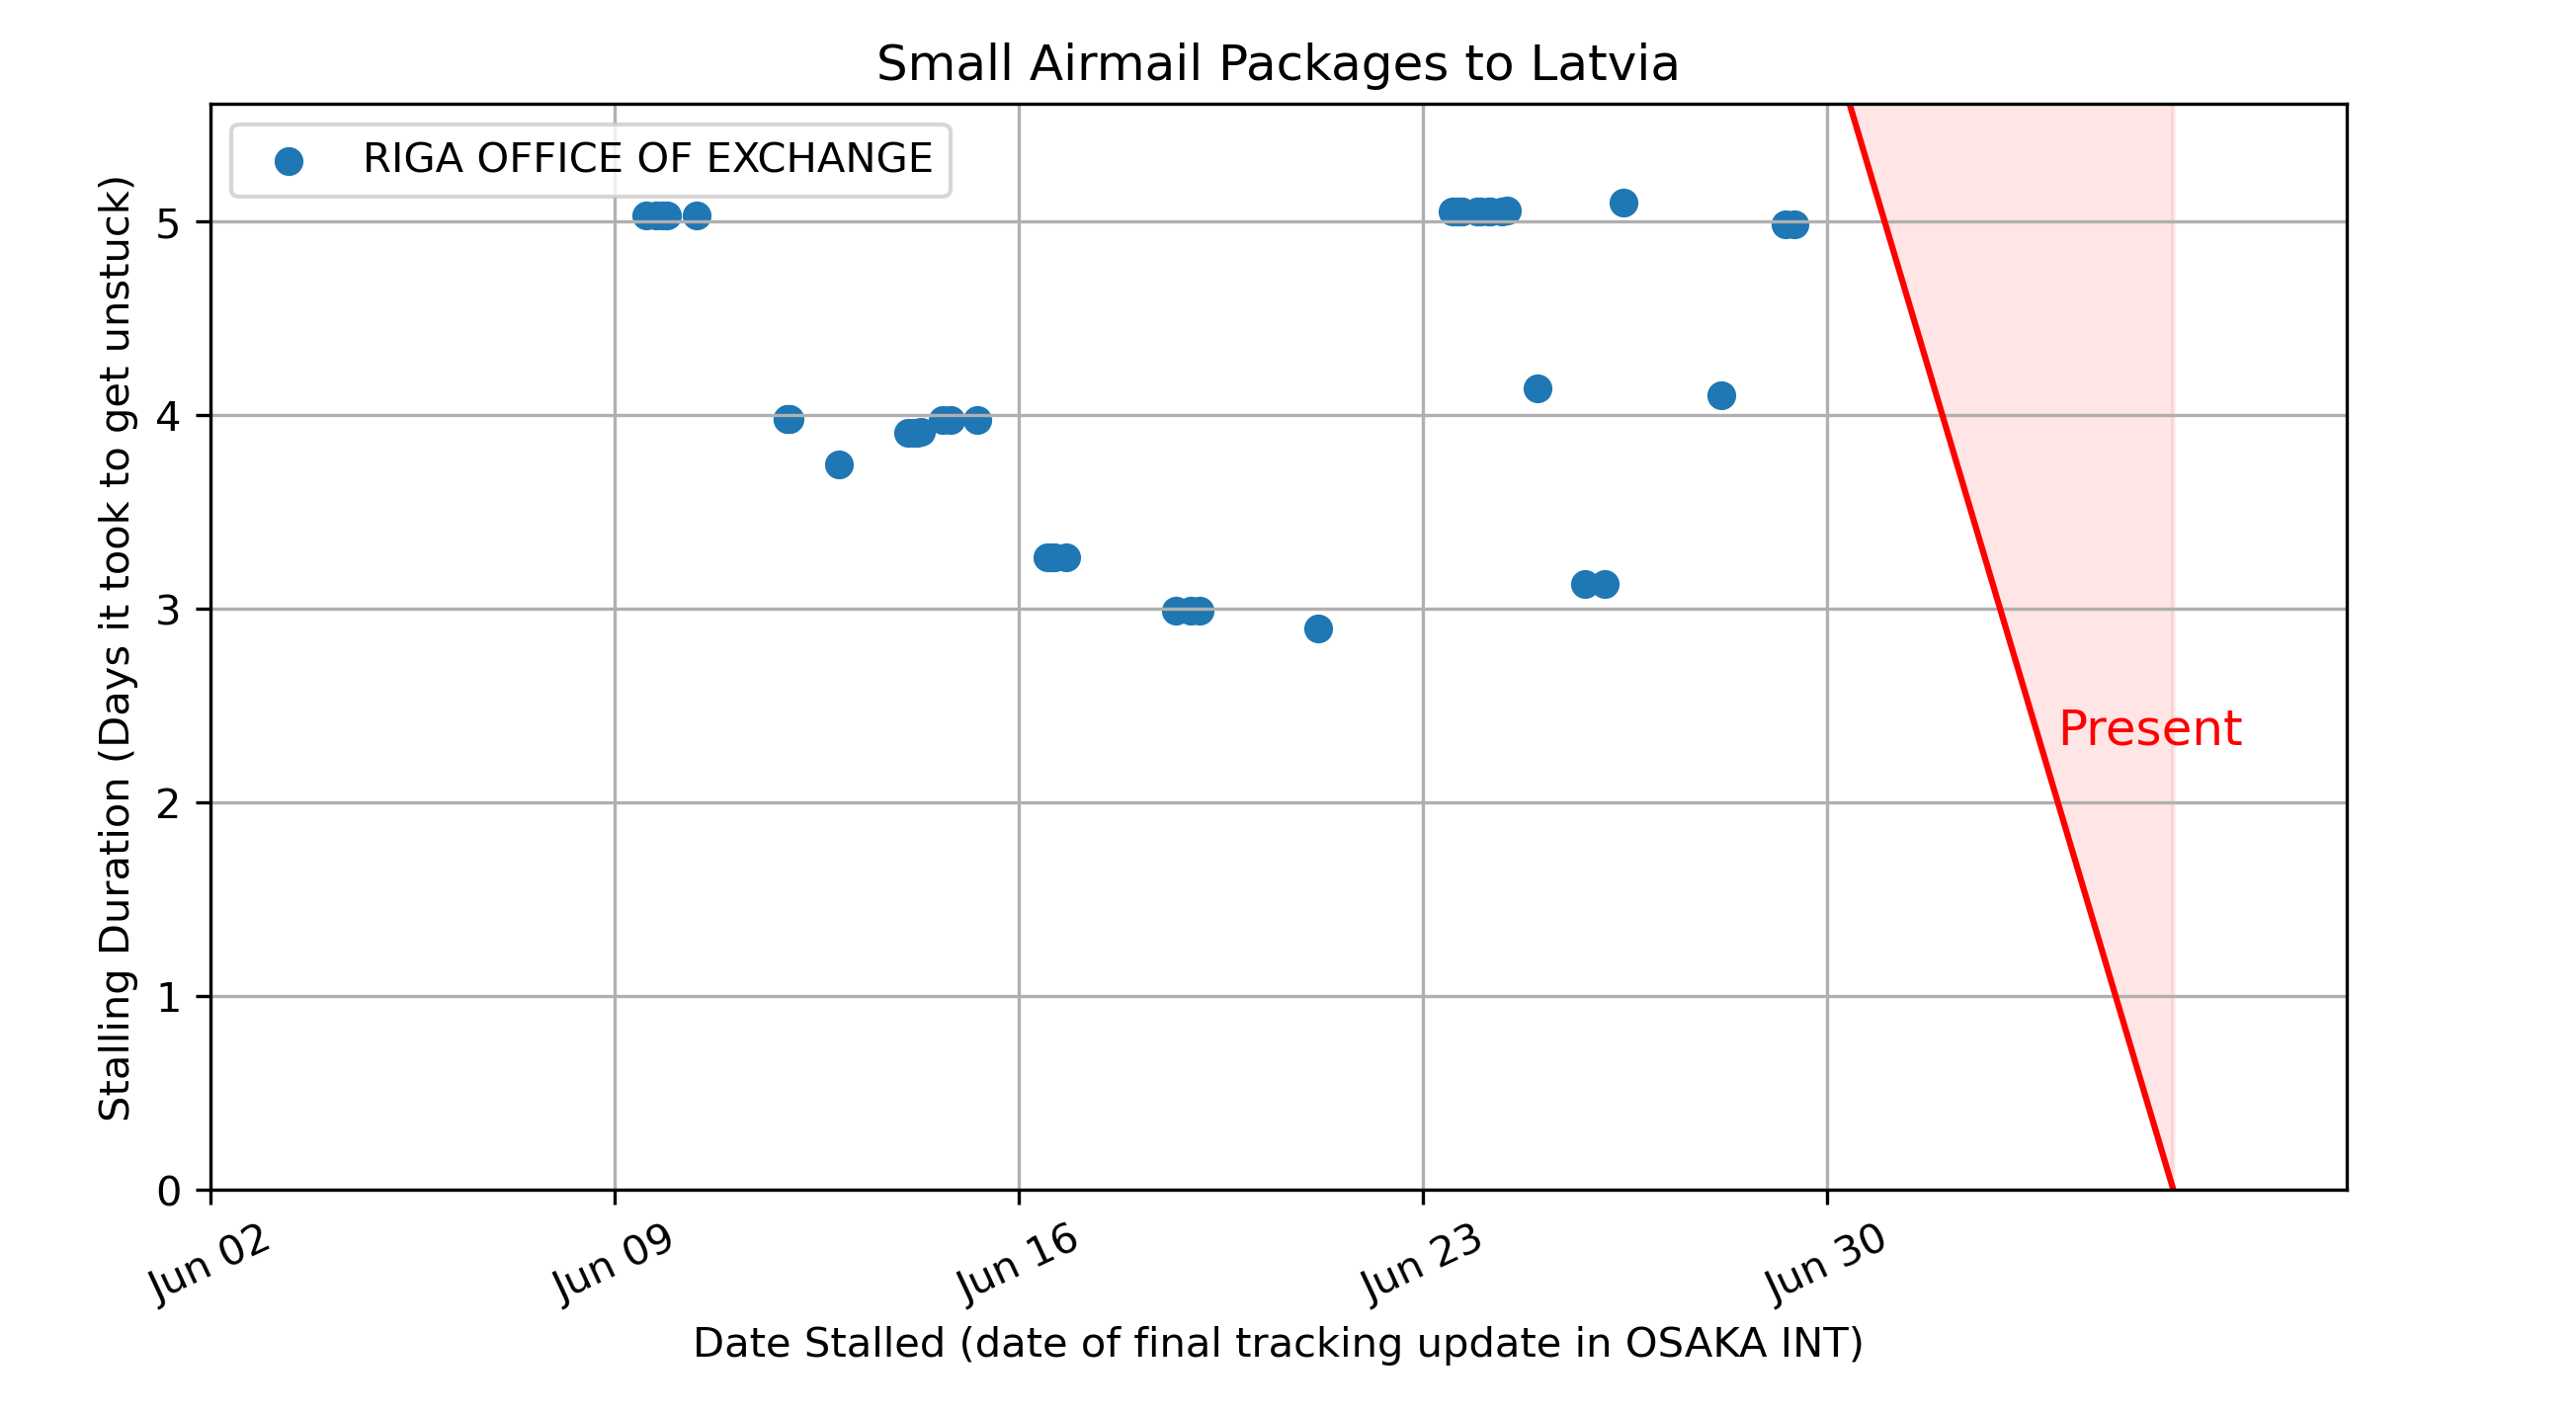 Small Airmail Packages to Latvia
RIGA OFFICE OF EXCHANGE
Stalling Duration (Days it took to get unstuck)
5
4
3
2
1
0
Present
Jun 02
Jun 09
Jun 16
Jun 23
Jun 30
Date Stalled (date of final tracking update in OSAKA INT)